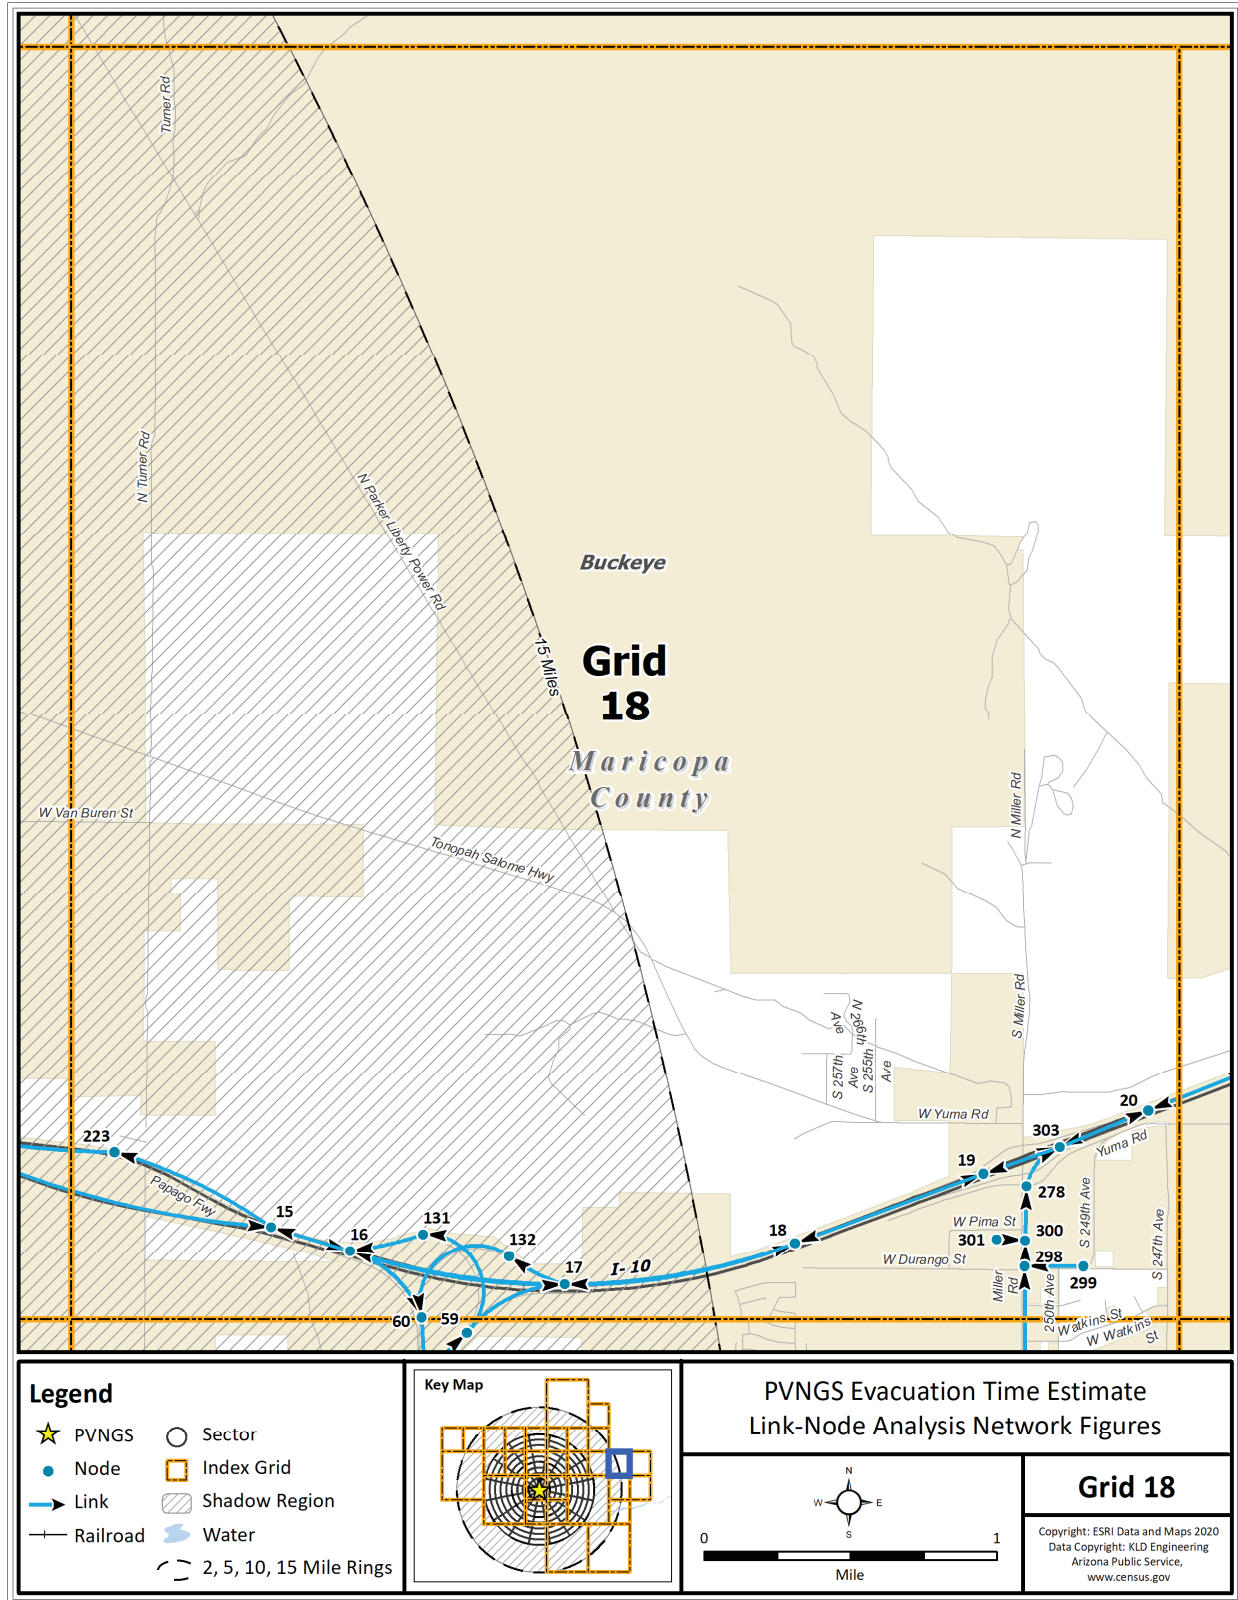 Turner Rd
N Turner Rd
N Parker Liberty Power Rd
15 Miles
Buckeye
Grid
18
Maricopa
County
W Van Buren St
Tonopah Salome Hwy
N Miller Rd
S Miller Rd
N 266th
Ave
S 257th
Ave
S 255th
Ave
W Yuma Rd
20
303
Yuma Rd
223
19
Papago Fwy
15
16
131
132
17
I-10
18
278
W Pima St
300
301
S 249th Ave
W Durango St
298
299
S 247th Ave
Miller
Rd
250th Ave
Watkins St
W Watkins
St
60
59
Legend
PVNGS
Node
Link
Railroad
Sector
Index Grid
Shadow Region
Water
2, 5, 10, 15 Mile Rings
Key Map
PVNGS Evacuation Time Estimate
Link-Node Analysis Network Figures
N
W
E
S
0
1
Mile
Grid 18
Copyright: ESRI Data and Maps 2020
Data Copyright: KLD Engineering
Arizona Public Service,
www.census.gov